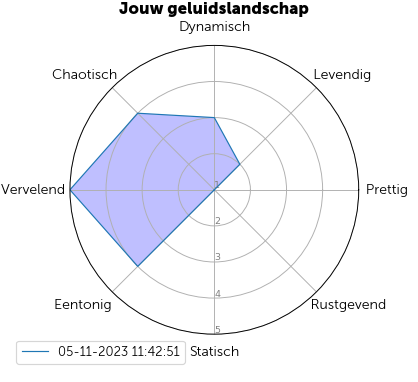 Jouw geluidslandschap
Dynamisch
Chaotisch
Levendig
Vervelend
1
Prettig
2
3
Eentonig
4
Rustgevend
5
05-11-2023 11:42:51
Statisch